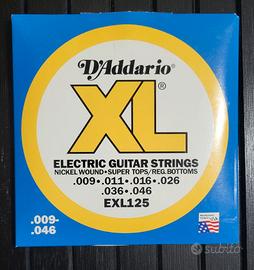 D'Addario
XL®
ELECTRIC GUITAR STRINGS
NICKEL WOUND • SUPER TOPS/REG. BOTTOMS
.009 • .011 • .016 • .026
.036 • .046
EXL125
.009-
.046
subito